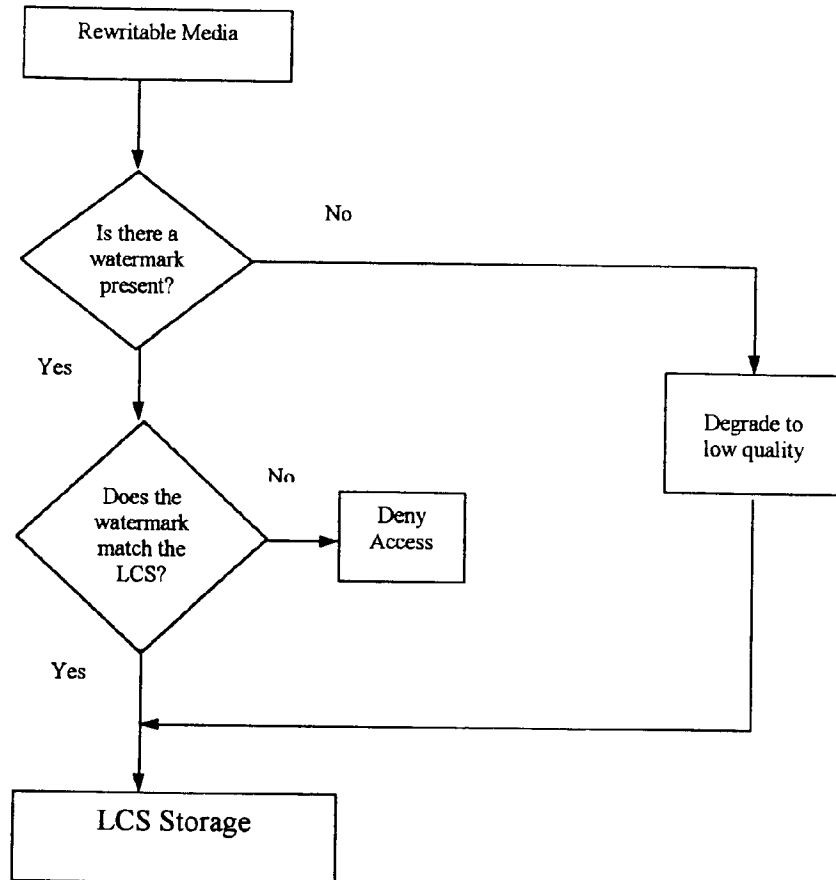 Rewritable Media
Is there a
watermark
present?
No
Yes
Degrade to
low quality
Does the
watermark
match the
LCS?
No
Deny
Access
Yes
LCS Storage